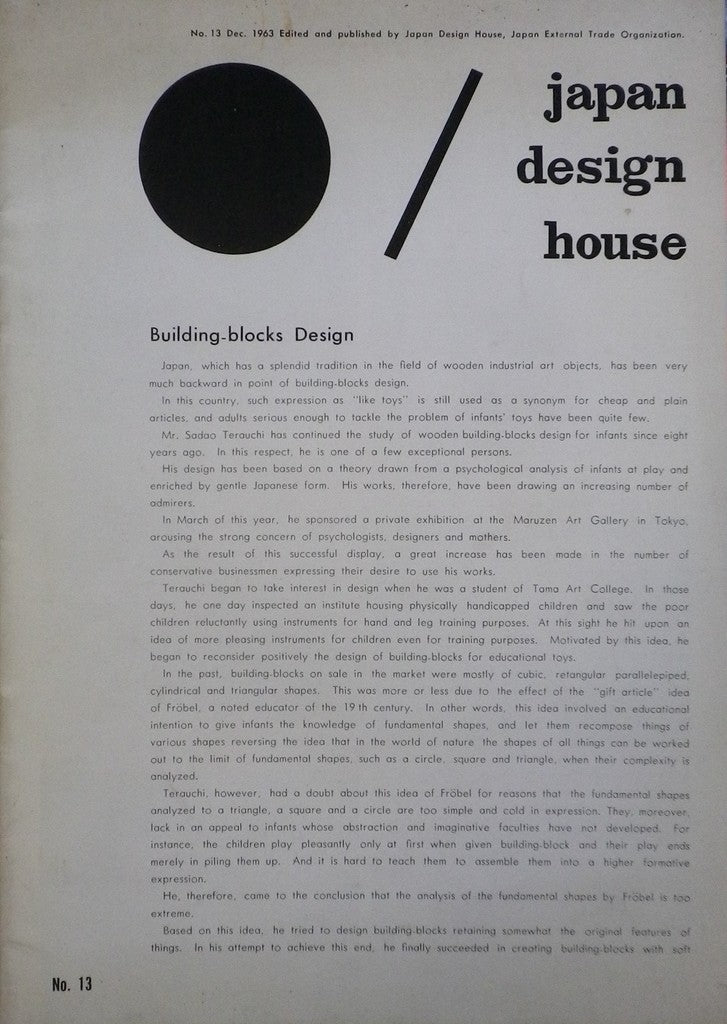 No. 13 Dec. 1963 Edited and published by Japan Design House, Japan External Trade Organization.
japan
design
house
Building-blocks Design
Japan, which has a splendid tradition in the field of wooden industrial art objects, has been very
much backward in point of building-blocks design.
In this country, such expression as "like toys" is still used as a synonym for cheap and plain
articles, and adults serious enough to tackle the problem of infants' toys have been quite few.
Mr. Sadao Terauchi has continued the study of wooden building-blocks design for infants since eight
years ago. In this respect, he is one of a few exceptional persons.
His design has been based on a theory drawn from a psychological analysis of infants at play and
enriched by gentle Japanese form. His works, therefore, have been drawing an increasing number of
admirers.
In March of this year, he sponsored a private exhibition at the Maruzen Art Gallery in Tokyo,
arousing the strong concern of psychologists, designers and mothers.
As the result of this successful display, a great increase has been made in the number of
conservative businessmen expressing their desire to use his works.
Terauchi began to take interest in design when he was a student of Tama Art College. In those
days, he one day inspected an institute housing physically handicapped children and saw the poor
children reluctantly using instruments for hand and leg training purposes. At this sight he hit upon an
idea of more pleasing instruments for children even for training purposes. Motivated by this idea, he
began to reconsider positively the design of building-blocks for educational toys.
In the past, building-blocks on sale in the market were mostly of cubic, retangular parallelepiped,
cylindrical and triangular shapes. This was more or less due to the effect of the "gift article" idea
of Fröbel, a noted educator of the 19th century. In other words, this idea involved an educational
intention to give infants the knowledge of fundamental shapes, and let them recompose things of
various shapes reversing the idea that in the world of nature the shapes of all things can be worked
out to the limit of fundamental shapes, such as a circle, square and triangle, when their complexity is
analyzed.
Terauchi, however, had a doubt about this idea of Fröbel for reasons that the fundamental shapes
analyzed to a triangle, a square and a circle are too simple and cold in expression. They, moreover,
lack in an appeal to infants whose abstraction and imaginative faculties have not developed. For
instance, the children play pleasantly only at first when given building-block and their play ends
merely in piling them up. And it is hard to teach them to assemble them into a higher formative
expression.
He, therefore, came to the conclusion that the analysis of the fundamental shapes by Fröbel is too
extreme.
Based on this idea, he tried to design building-blocks retaining somewhat the original features of
things. In his attempt to achieve this end, he finally succeeded in creating building-blocks with soft
No. 13